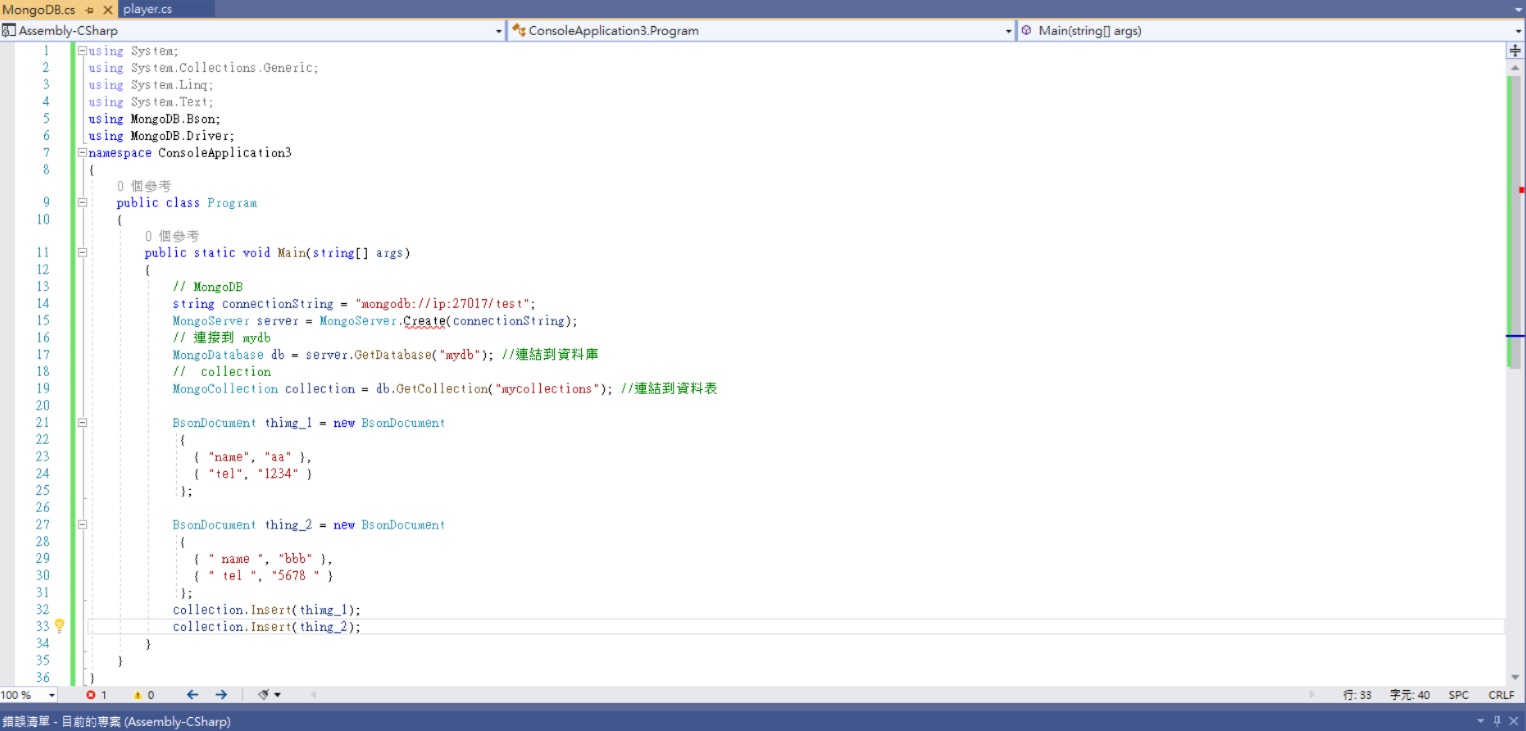 MongoDB.cs player.cs
Assembly-CSharp ConsoleApplication3.Program Main(string[] args)
1 using System;
2 using System.Collections.Generic;
3 using System.Linq;
4 using System.Text;
5 using MongoDB.Bson;
6 using MongoDB.Driver;
7 namespace ConsoleApplication3
8 {
0 個參考
9 public class Program
10 {
0 個參考
11 public static void Main(string[] args)
12 {
13 // MongoDB
14 string connectionString = "mongodb://ip:27017/test";
15 MongoServer server = MongoServer.Create(connectionString);
16 // 連接到 mydb
17 MongoDatabase db = server.GetDatabase("mydb"); //連結到資料庫
18 // collection
19 MongoCollection collection = db.GetCollection("mycollections"); //連結到資料表
20
21 BsonDocument thimg_1 = new BsonDocument
22 {
23 { "name", "aa" },
24 { "tel", "1234" }
25 };
26
27 BsonDocument thing_2 = new BsonDocument
28 {
29 { " name ", "bbb" },
30 { " tel ", "5678 " }
31 };
32 collection.Insert(thimg_1);
33 collection.Insert(thing_2);
34 }
35 }
36 }
100 % 1 0 行: 33 字元: 40 SPC CRLF
錯誤清單 - 目前的專案 (Assembly-CSharp)